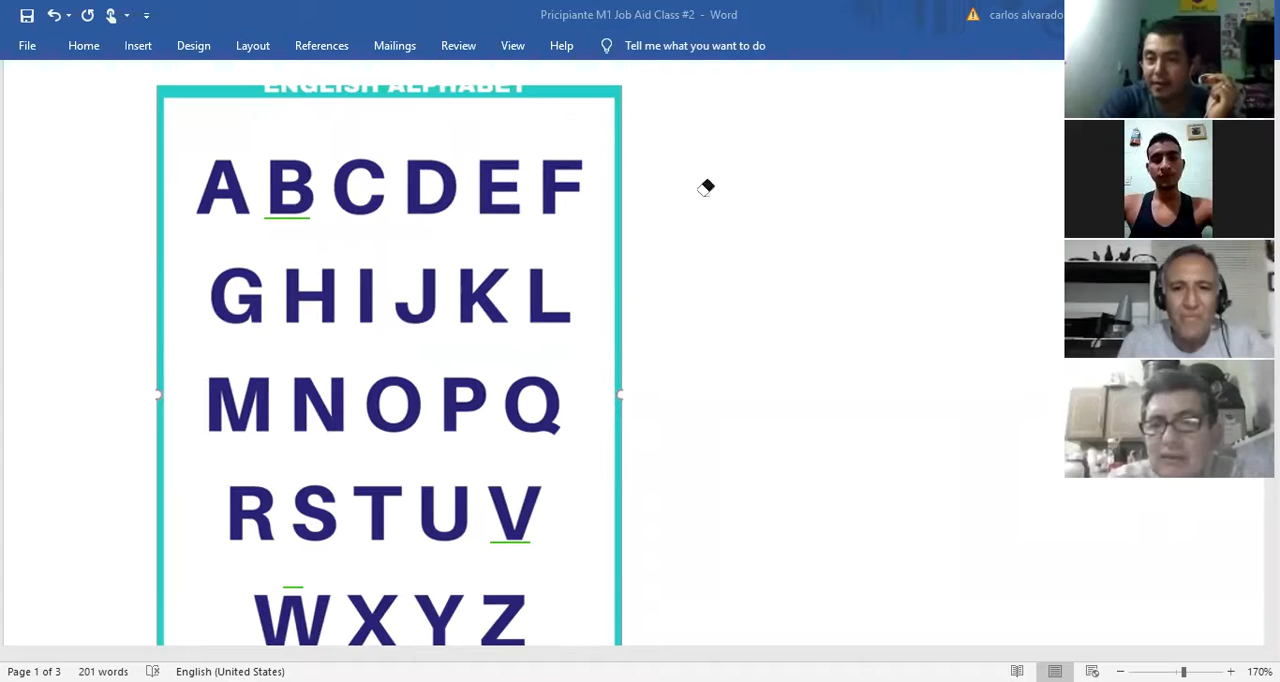 Pricipiante M1 Job Aid Class #2 - Word
carlos alvarado
File Home Insert Design Layout References Mailings Review View Help Tell me what you want to do
ENGLISH ALPHABET
A B C D E F
G H I J K L
M N O P Q
R S T U V
W X Y Z
Page 1 of 3 201 words English (United States) 170%